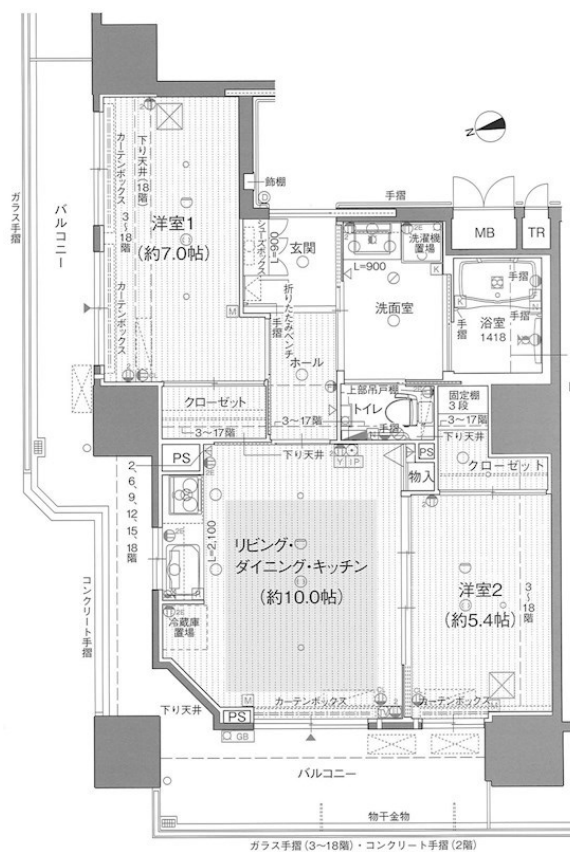 ガラス手摺
バルコニー
カーテンボックス
3〜18階
カーテンボックス
下り天井(18階)
洋室1
(約7.0帖)
飾棚
シューズボックス
L=900
玄関
手摺
折りたたみベンチ
ホール
N
手摺
L=900
洗濯機
置場
洗面室
MB
TR
手摺
浴室
1418
手摺
手摺
K
K
N
M
クローゼット
3〜17階
3〜17階
下り天井
上部吊戸棚
トイレ
手摺
固定棚
3段
3〜17階
下り天井
クローゼット
PS
PS
物入
Y
IP
2、6、9、12、15、18階
L=2,100
リビング・
ダイニング・キッチン
(約10.0帖)
洋室2
(約5.4帖)
3〜18階
冷蔵庫
置場
2E
コンクリート手摺
下り天井
M
カーテンボックス
カーテンボックス
M
PS
GB
バルコニー
物干金物
ガラス手摺(3〜18階)・コンクリート手摺(2階)